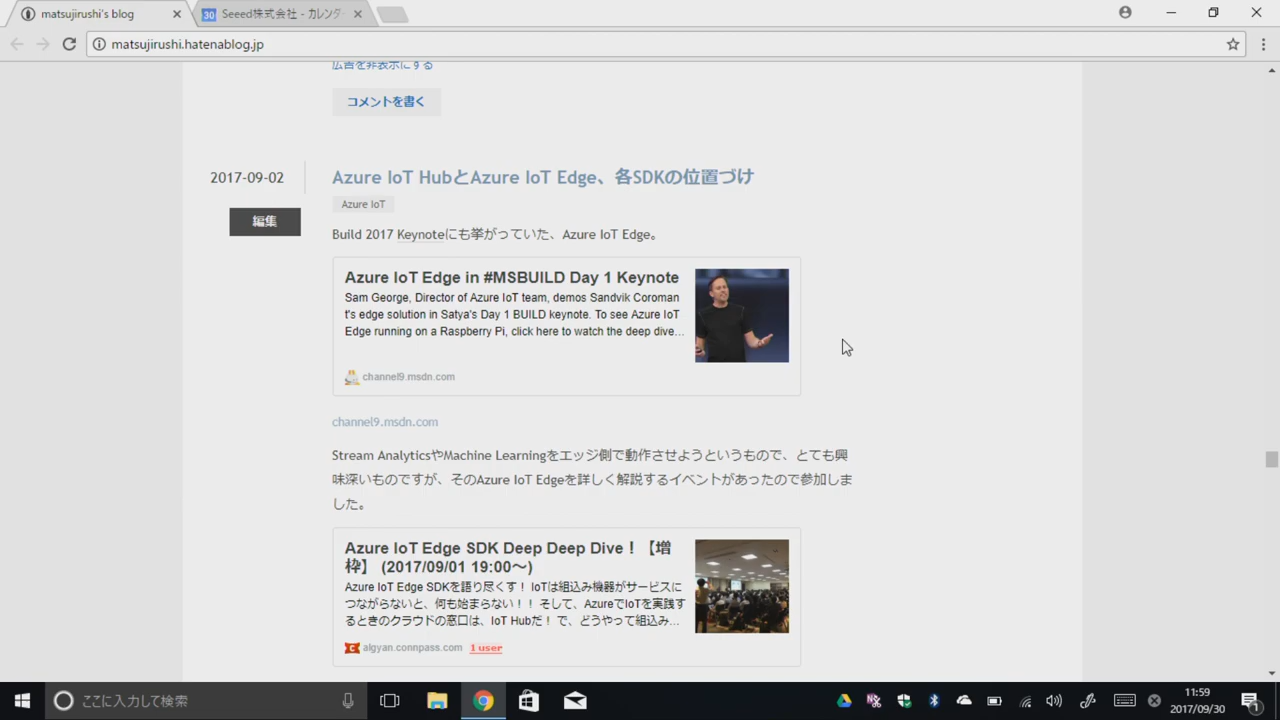 matsujirushi's blog
30 Seeed株式会社 - カレンダー
matsujirushi.hatenablog.jp
広告を非表示にする
コメントを書く
2017-09-02
Azure IoT HubとAzure IoT Edge、各SDKの位置づけ
Azure IoT
編集
Build 2017 Keynoteにも挙がっていた、Azure IoT Edge。
Azure IoT Edge in #MSBUILD Day 1 Keynote
Sam George, Director of Azure IoT team, demos Sandvik Coroman
t's edge solution in Satya's Day 1 BUILD keynote. To see Azure IoT
Edge running on a Raspberry Pi, click here to watch the deep dive...
channel9.msdn.com
channel9.msdn.com
Stream AnalyticsやMachine Learningをエッジ側で動作させようというもので、とても興
味深いものですが、そのAzure IoT Edgeを詳しく解説するイベントがあったので参加しま
した。
Azure IoT Edge SDK Deep Deep Dive！【増
枠】 (2017/09/01 19:00〜)
Azure IoT Edge SDKを語り尽くす！ IoTは組込み機器がサービスに
つながらないと、何も始まらない！！ そして、AzureでIoTを実践す
るときのクラウドの窓口は、IoT Hubだ！ で、どうやって組込み...
algyan.connpass.com 1 user
ここに入力して検索
11:59
2017/09/30
1